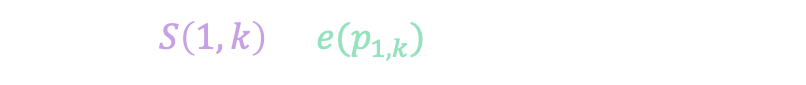 S(1, k) e(p₁,ₖ)